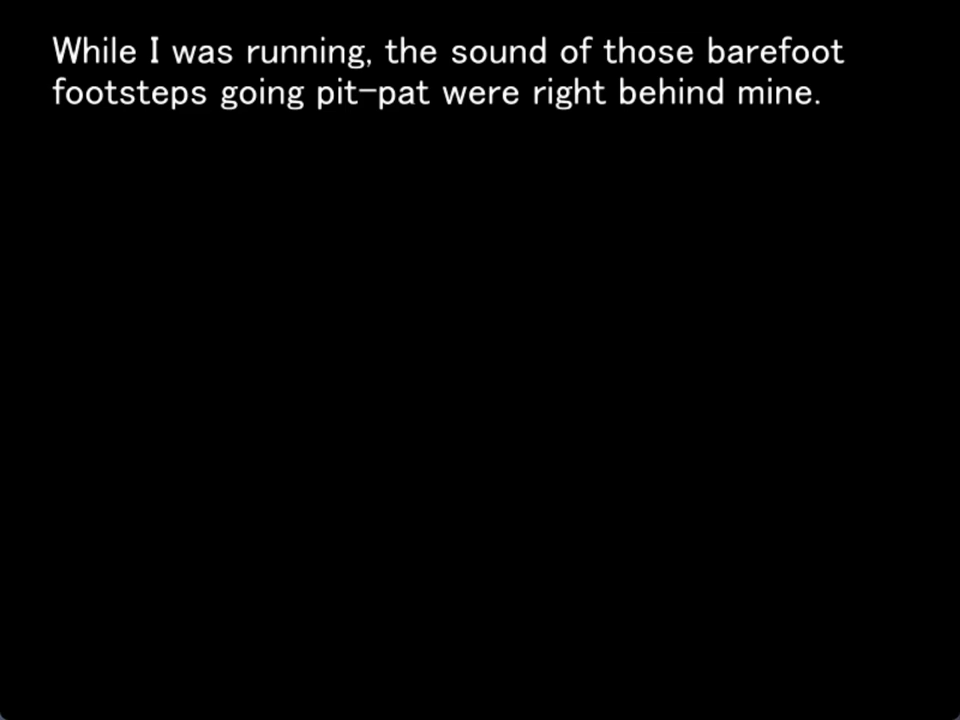 While I was running, the sound of those barefoot
footsteps going pit-pat were right behind mine.